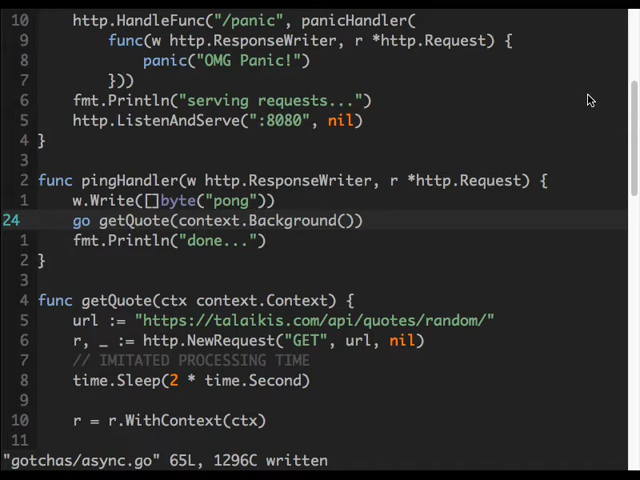 10 http.HandleFunc("/panic", panicHandler(
9 func(w http.ResponseWriter, r *http.Request) {
8 panic("OMG Panic!")
7 }))
6 fmt.Println("serving requests...")
5 http.ListenAndServe(":8080", nil)
4 }
3
2 func pingHandler(w http.ResponseWriter, r *http.Request) {
1 w.Write([]byte("pong"))
24 go getQuote(context.Background())
1 fmt.Println("done...")
2 }
3
4 func getQuote(ctx context.Context) {
5 url := "https://talaikis.com/api/quotes/random/"
6 r, _ := http.NewRequest("GET", url, nil)
7 // IMITATED PROCESSING TIME
8 time.Sleep(2 * time.Second)
9
10 r = r.WithContext(ctx)
11
"gotchas/async.go" 65L, 1296C written